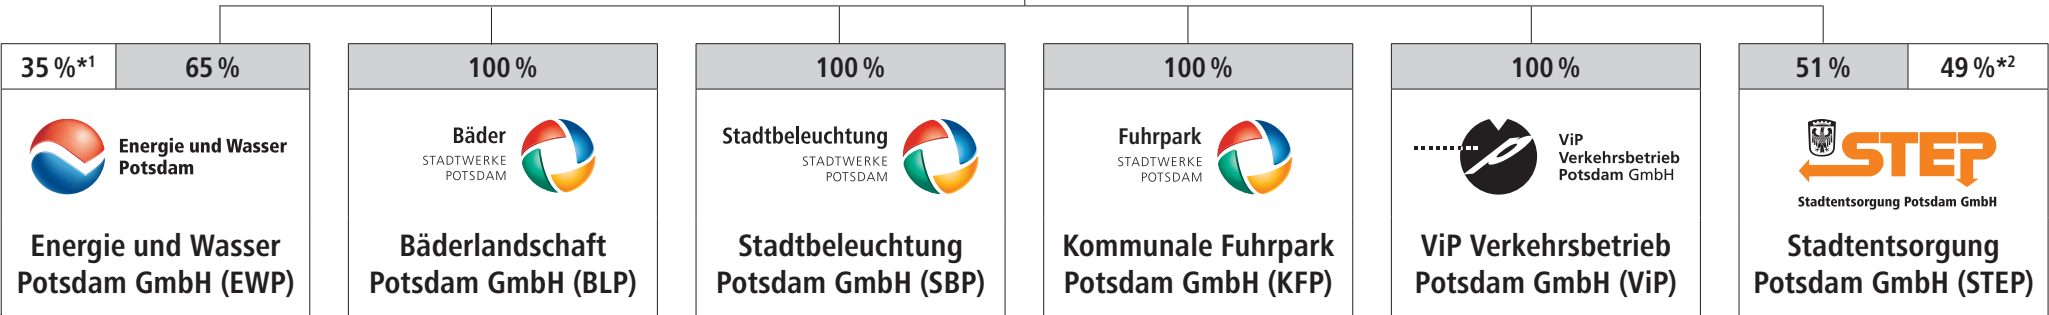 35 %*1 65 %
100 %
100 %
100 %
100 %
51 % 49 %*2
Energie und Wasser
Potsdam
Bäder
STADTWERKE
POTSDAM
Stadtbeleuchtung
STADTWERKE
POTSDAM
Fuhrpark
STADTWERKE
POTSDAM
ViP
Verkehrsbetrieb
Potsdam GmbH
STEP
Stadtentsorgung Potsdam GmbH
Energie und Wasser
Potsdam GmbH (EWP)
Bäderlandschaft
Potsdam GmbH (BLP)
Stadtbeleuchtung
Potsdam GmbH (SBP)
Kommunale Fuhrpark
Potsdam GmbH (KFP)
ViP Verkehrsbetrieb
Potsdam GmbH (ViP)
Stadtentsorgung
Potsdam GmbH (STEP)